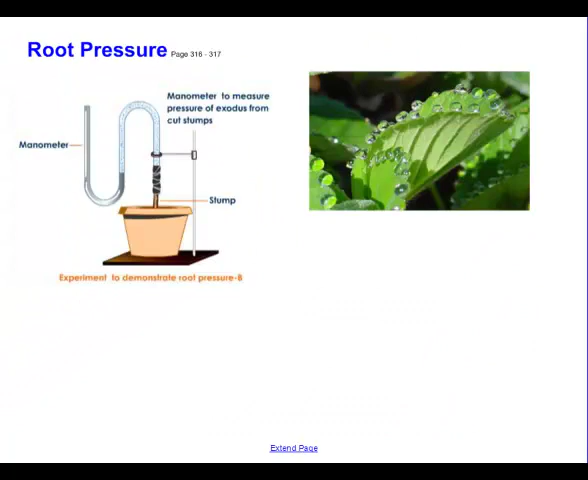 Root Pressure Page 316 - 317
Manometer to measure
pressure of exodus from
cut stumps
Manometer
Stump
Experiment to demonstrate root pressure-B
Extend Page